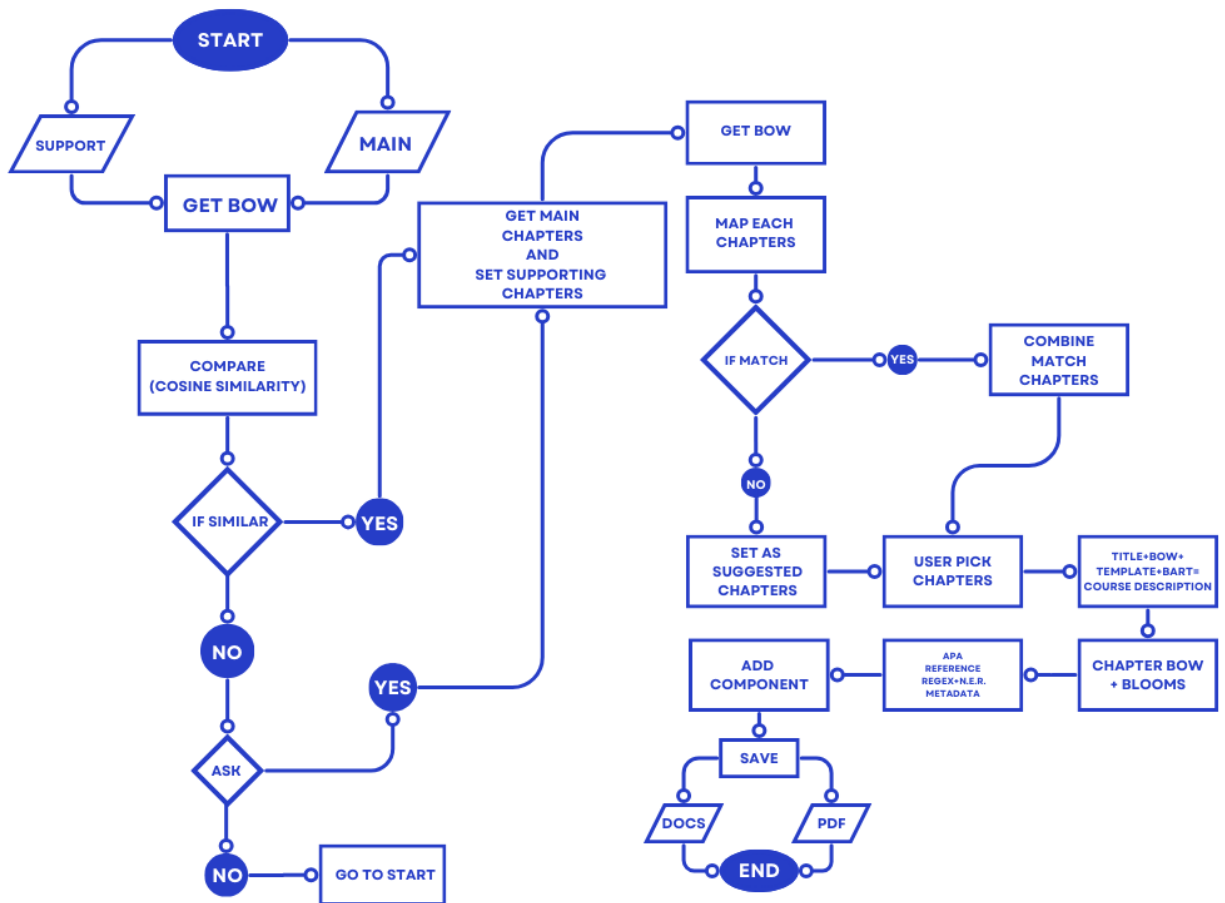 START
SUPPORT
MAIN
GET BOW
COMPARE
(COSINE SIMILARITY)
IF SIMILAR
YES
NO
ASK
YES
NO
GO TO START
GET MAIN
CHAPTERS
AND
SET SUPPORTING
CHAPTERS
GET BOW
MAP EACH
CHAPTERS
IF MATCH
YES
COMBINE
MATCH
CHAPTERS
NO
SET AS
SUGGESTED
CHAPTERS
USER PICK
CHAPTERS
TITLE+BOW+
TEMPLATE+BART=
COURSE DESCRIPTION
CHAPTER BOW
+ BLOOMS
APA
REFERENCE
REGEX+N.E.R.
METADATA
ADD
COMPONENT
SAVE
DOCS
PDF
END